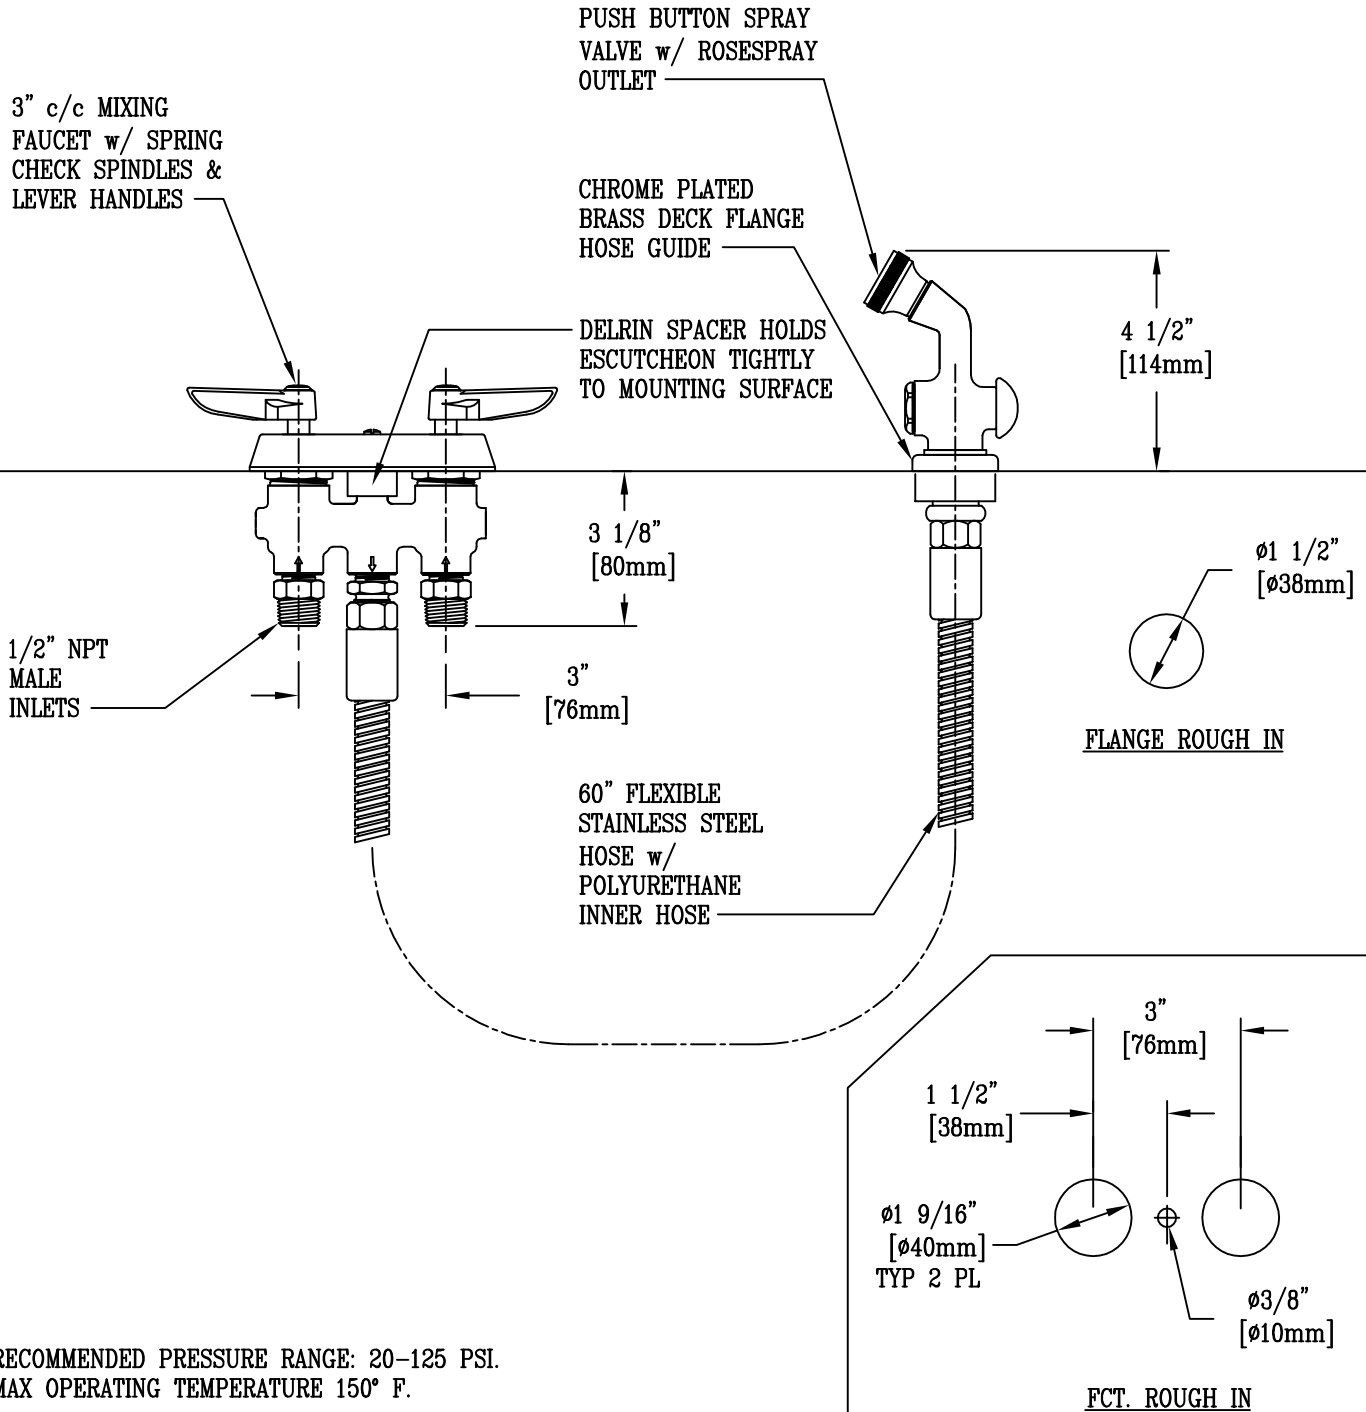 PUSH BUTTON SPRAY
VALVE w/ ROSESPRAY
OUTLET
3" c/c MIXING
FAUCET w/ SPRING
CHECK SPINDLES &
LEVER HANDLES
CHROME PLATED
BRASS DECK FLANGE
HOSE GUIDE
DELRIN SPACER HOLDS
ESCUTCHEON TIGHTLY
TO MOUNTING SURFACE
4 1/2"
[114mm]
3 1/8"
[80mm]
ø1 1/2"
[ø38mm]
1/2" NPT
MALE
INLETS
3"
[76mm]
FLANGE ROUGH IN
60" FLEXIBLE
STAINLESS STEEL
HOSE w/
POLYURETHANE
INNER HOSE
3"
[76mm]
1 1/2"
[38mm]
ø1 9/16"
[ø40mm]
TYP 2 PL
ø3/8"
[ø10mm]
FCT. ROUGH IN
RECOMMENDED PRESSURE RANGE: 20-125 PSI.
MAX OPERATING TEMPERATURE 150° F.